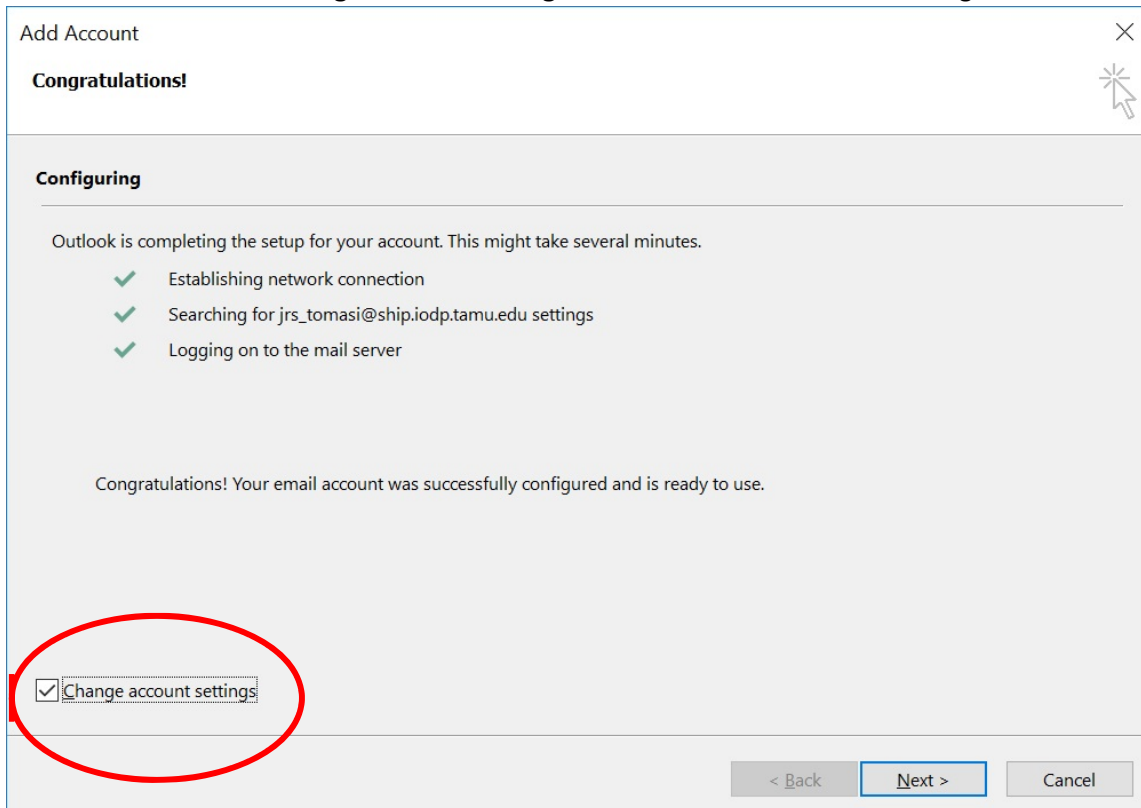 Add Account
Congratulations!
Configuring
Outlook is completing the setup for your account. This might take several minutes.
Establishing network connection
Searching for jrs_tomasi@ship.iodp.tamu.edu settings
Logging on to the mail server
Congratulations! Your email account was successfully configured and is ready to use.
Change account settings
< Back Next > Cancel